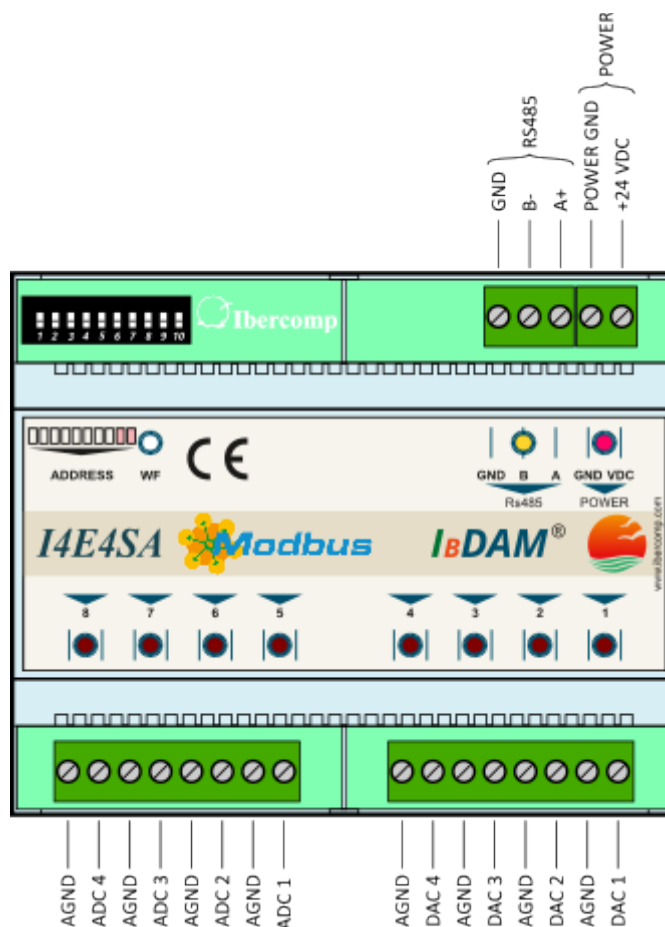 POWER
RS485
GND
B-
A+
POWER GND
+24 VDC
1 2 3 4 5 6 7 8 9 10
Ibercomp
ADDRESS WF CE GND B A GND VDC
Rs485 POWER
I4E4SA Modbus IBDAM®
www.ibercomp.com
8 7 6 5 4 3 2 1
AGND
ADC 4
AGND
ADC 3
AGND
ADC 2
AGND
ADC 1
AGND
DAC 4
AGND
DAC 3
AGND
DAC 2
AGND
DAC 1